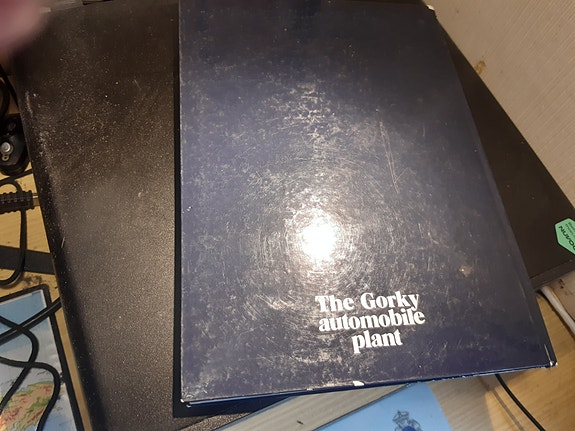 The Gorky
automobile
plant